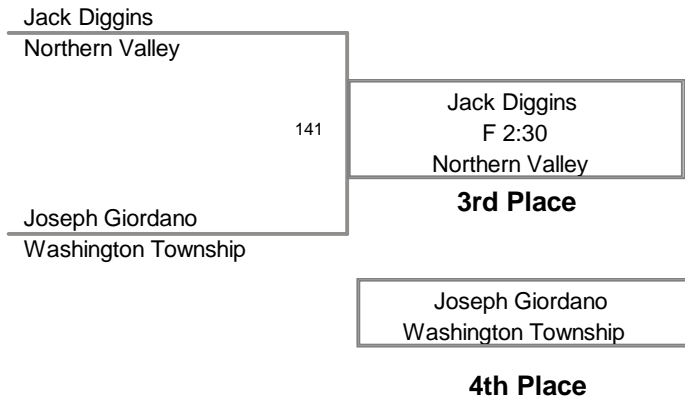 Jack Diggins
Northern Valley
141
Jack Diggins
F 2:30
Northern Valley
3rd Place
Joseph Giordano
Washington Township
Joseph Giordano
Washington Township
4th Place